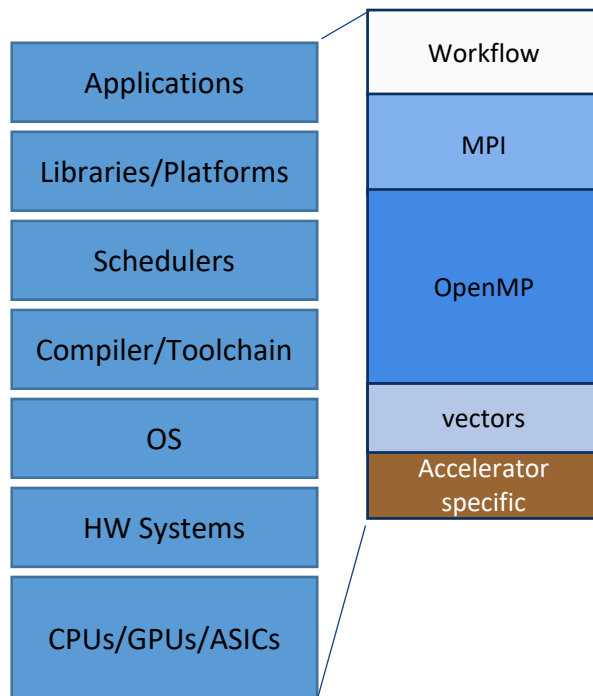 Applications
Libraries/Platforms
Schedulers
Compiler/Toolchain
OS
HW Systems
CPUs/GPUs/ASICs
Workflow
MPI
OpenMP
vectors
Accelerator
specific